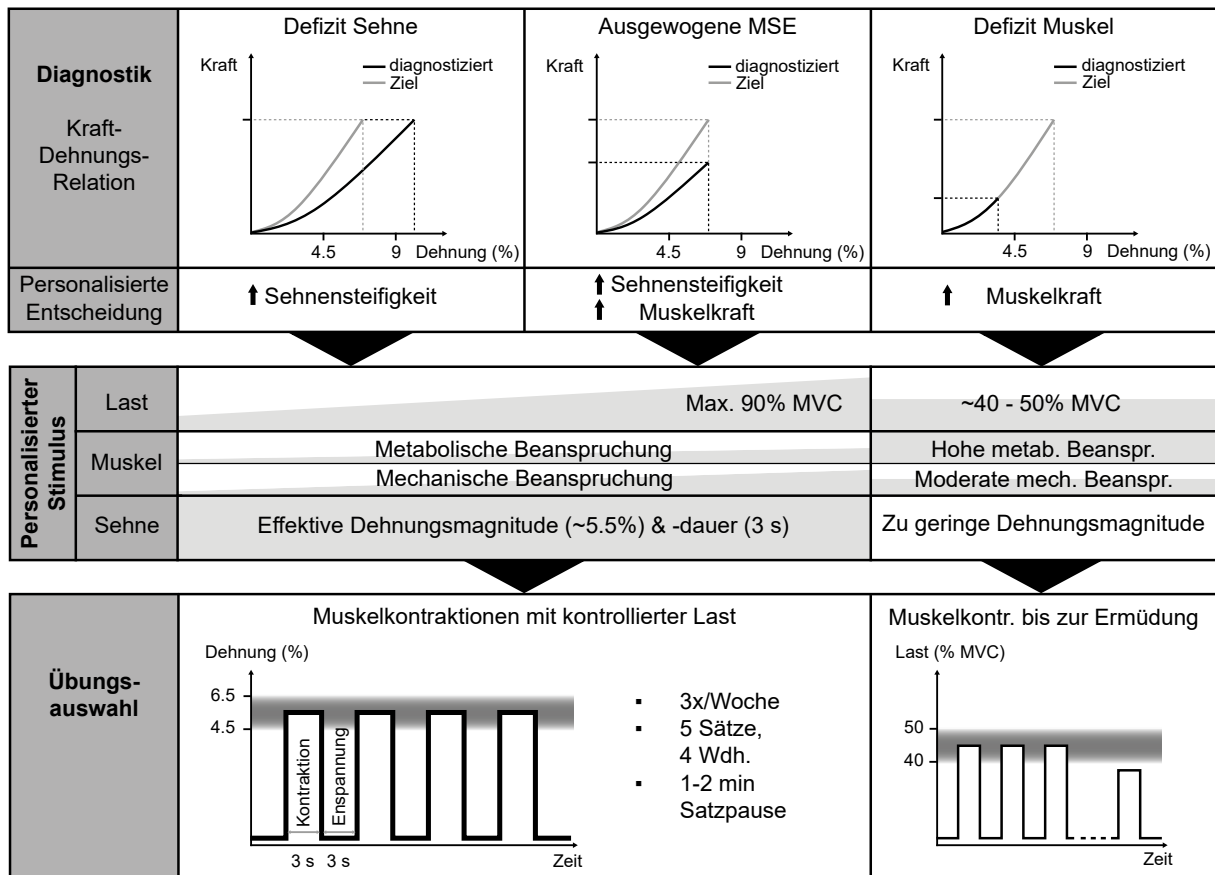 Diagnostik
Kraft-
Dehnungs-
Relation
Defizit Sehne
Kraft
diagnostiziert
Ziel
4.5
9
Dehnung (%)
Ausgewogene MSE
Kraft
diagnostiziert
Ziel
4.5
9
Dehnung (%)
Defizit Muskel
Kraft
diagnostiziert
Ziel
4.5
9
Dehnung (%)
Personalisierte
Entscheidung
Sehnensteifigkeit
Sehnensteifigkeit
Muskelkraft
Muskelkraft
Personalisierter
Stimulus
Last
Max. 90% MVC
~40 - 50% MVC
Muskel
Metabolische Beanspruchung
Hohe metab. Beanspr.
Mechanische Beanspruchung
Moderate mech. Beanspr.
Sehne
Effektive Dehnungsmagnitude (~5.5%) & -dauer (3 s)
Zu geringe Dehnungsmagnitude
Übungs-
auswahl
Muskelkontraktionen mit kontrollierter Last
Dehnung (%)
6.5
4.5
Kontraktion
Enspannung
3 s
3 s
Zeit
▪ 3x/Woche
▪ 5 Sätze,
4 Wdh.
▪ 1-2 min
Satzpause
Muskelkontr. bis zur Ermüdung
Last (% MVC)
50
40
Zeit